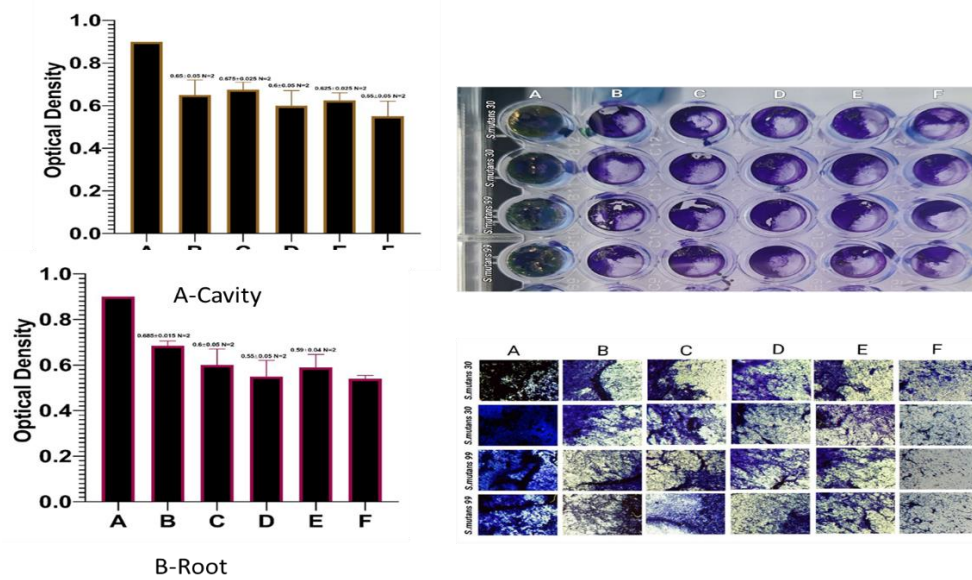 1.0
0.8
0.6
0.4
0.2
0.0
Optical Density
0.65±0.05 N=2
0.675±0.025 N=2
0.6±0.05 N=2
0.625±0.025 N=2
0.55±0.05 N=2
A B C D E F
A-Cavity
1.0
0.8
0.6
0.4
0.2
0.0
Optical Density
0.685±0.015 N=2
0.6±0.05 N=2
0.55±0.05 N=2
0.59±0.04 N=2
A B C D E F
B-Root
A B C D E F
S.mutans 30
S.mutans 30
S.mutans 99
S.mutans 99
A B C D E F
S.mutans 30
S.mutans 30
S.mutans 99
S.mutans 99